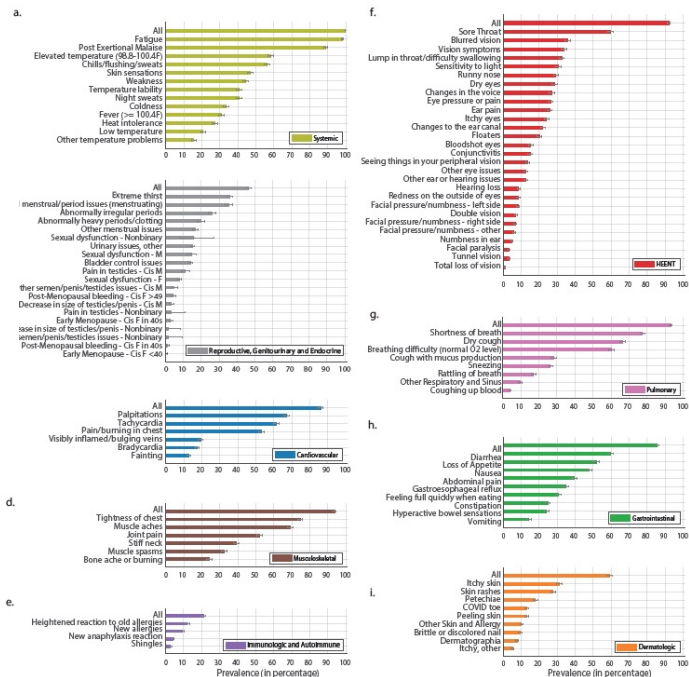 a.
All
Fatigue
Post Exertional Malaise
Elevated temperature (98.8-100.4F)
Chills/flushing/sweats
Skin sensations
Weakness
Temperature lability
Night sweats
Coldness
Fever (>= 100.4F)
Heat intolerance
Low temperature
Other temperature problems
Systemic
0 10 20 30 40 50 60 70 80 90 100
All
Extreme thirst
menstrual/period issues (menstruating)
Abnormally irregular periods
Abnormally heavy periods/clotting
Other menstrual issues
Sexual dysfunction - Nonbinary
Urinary issues, other
Sexual dysfunction - M
Bladder control issues
Pain in testicles - Cis M
Sexual dysfunction - F
ther semen/penis/testicles issues - Cis M
Post-Menopausal bleeding - Cis F >49
Decrease in size of testicles/penis - Cis M
Pain in testicles - Nonbinary
Early Menopause - Cis F in 40s
ase in size of testicles/penis - Nonbinary
semen/penis/testicles issues - Nonbinary
Post-Menopausal bleeding - Cis F in 40s
Early Menopause - Cis F <40
Reproductive, Genitourinary and Endocrine
0 10 20 30 40 50 60 70 80 90 100
All
Palpitations
Tachycardia
Pain/burning in chest
Visibly inflamed/bulging veins
Bradycardia
Fainting
Cardiovascular
0 10 20 30 40 50 60 70 80 90 100
d.
All
Tightness of chest
Muscle aches
Joint pain
Stiff neck
Muscle spasms
Bone ache or burning
Musculoskeletal
0 10 20 30 40 50 60 70 80 90 100
e.
All
Heightened reaction to old allergies
New allergies
New anaphylaxis reaction
Shingles
Immunologic and Autoimmune
0 10 20 30 40 50 60 70 80 90 100
Prevalence (in percentage)
f.
All
Sore Throat
Blurred vision
Vision symptoms
Lump in throat/difficulty swallowing
Sensitivity to light
Runny nose
Dry eyes
Changes in the voice
Eye pressure or pain
Ear pain
Itchy eyes
Changes to the ear canal
Floaters
Bloodshot eyes
Conjunctivitis
Seeing things in your peripheral vision
Other eye issues
Other ear or hearing issues
Hearing loss
Redness on the outside of eyes
Facial pressure/numbness - left side
Double vision
Facial pressure/numbness - right side
Facial pressure/numbness - other
Numbness in ear
Facial paralysis
Tunnel vision
Total loss of vision
HEENT
0 10 20 30 40 50 60 70 80 90 100
g.
All
Shortness of breath
Dry cough
Breathing difficulty (normal O2 level)
Cough with mucus production
Sneezing
Rattling of breath
Other Respiratory and Sinus
Coughing up blood
Pulmonary
0 10 20 30 40 50 60 70 80 90 100
h.
All
Diarrhea
Loss of Appetite
Nausea
Abdominal pain
Gastroesophageal reflux
Feeling full quickly when eating
Constipation
Hyperactive bowel sensations
Vomiting
Gastrointestinal
0 10 20 30 40 50 60 70 80 90 100
i.
All
Itchy skin
Skin rashes
Petechiae
COVID toe
Peeling skin
Other Skin and Allergy
Brittle or discolored nail
Dermatographia
Itchy, other
Dermatologic
0 10 20 30 40 50 60 70 80 90 100
Prevalence (in percentage)